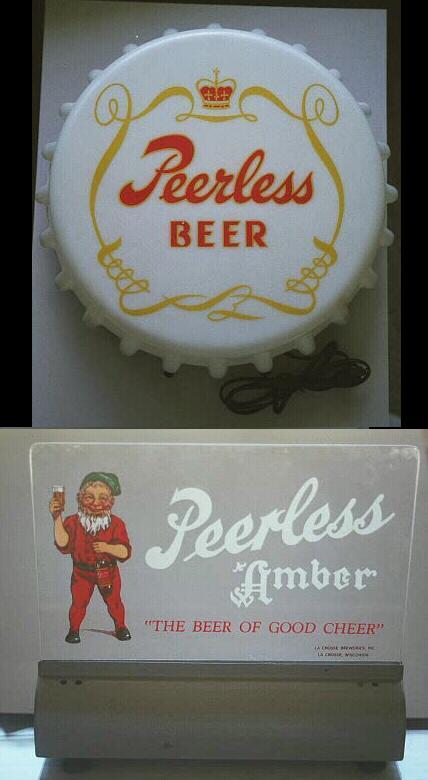 Peerless
BEER
Peerless
Amber
"THE BEER OF GOOD CHEER"
LA CROSSE BREWERIES, INC.
LA CROSSE, WISCONSIN